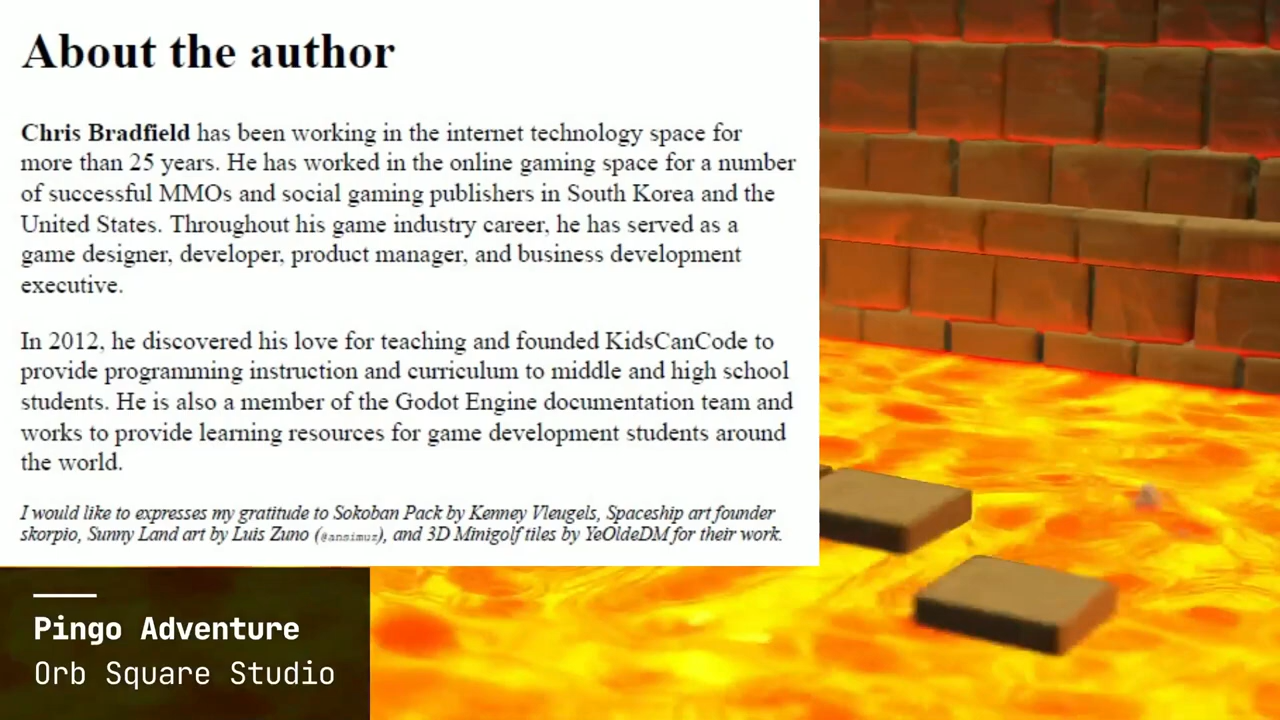 About the author
Chris Bradfield has been working in the internet technology space for
more than 25 years. He has worked in the online gaming space for a number
of successful MMOs and social gaming publishers in South Korea and the
United States. Throughout his game industry career, he has served as a
game designer, developer, product manager, and business development
executive.
In 2012, he discovered his love for teaching and founded KidsCanCode to
provide programming instruction and curriculum to middle and high school
students. He is also a member of the Godot Engine documentation team and
works to provide learning resources for game development students around
the world.
I would like to expresses my gratitude to Sokoban Pack by Kenney Vleugels, Spaceship art founder
skorpio, Sunny Land art by Luis Zuno (@ansimuz), and 3D Minigolf tiles by YeOldeDM for their work.
Pingo Adventure
Orb Square Studio